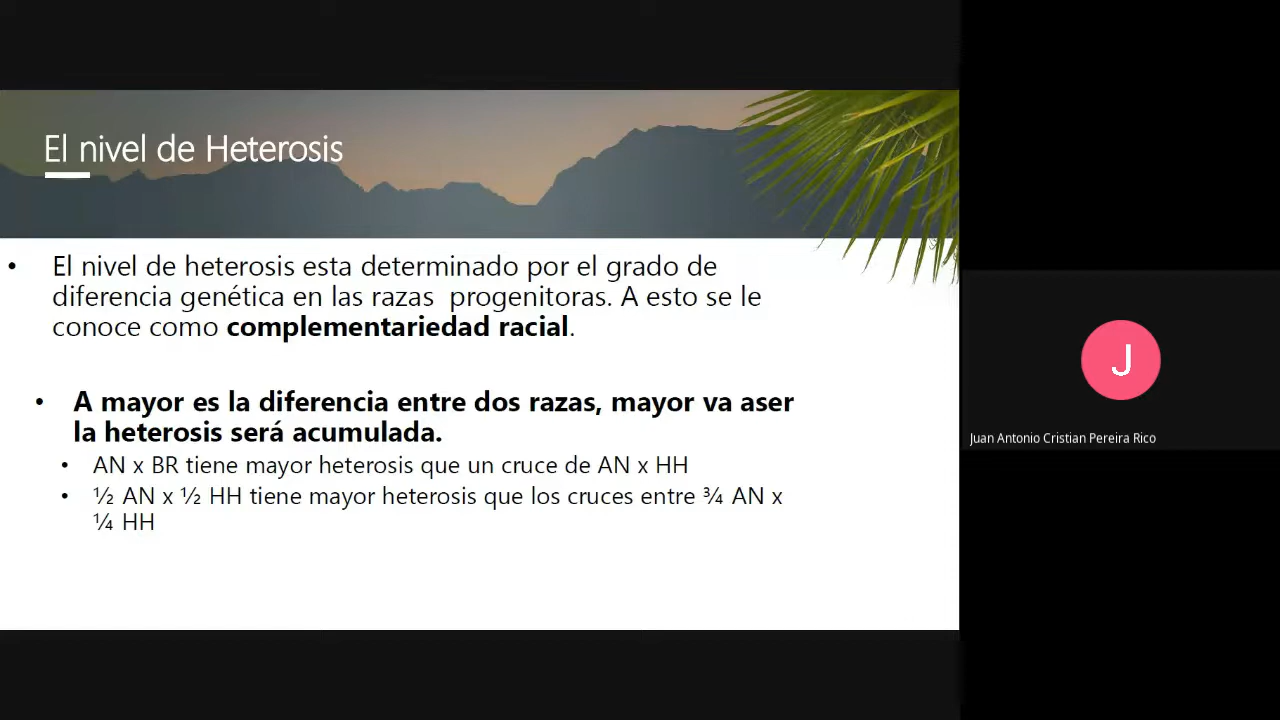 El nivel de Heterosis
• El nivel de heterosis esta determinado por el grado de
diferencia genética en las razas progenitoras. A esto se le
conoce como complementariedad racial.
• A mayor es la diferencia entre dos razas, mayor va aser
la heterosis será acumulada.
• AN x BR tiene mayor heterosis que un cruce de AN x HH
• ½ AN x ½ HH tiene mayor heterosis que los cruces entre ¾ AN x
¼ HH
J
Juan Antonio Cristian Pereira Rico